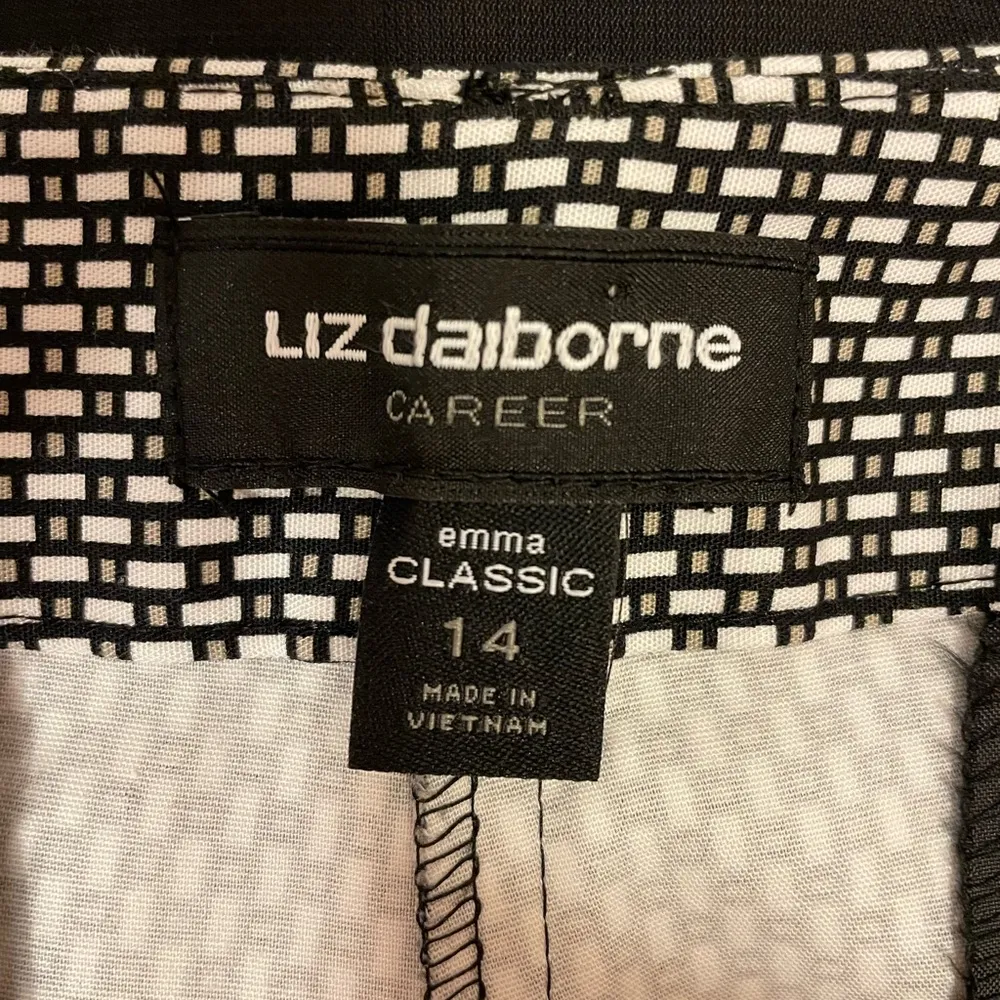 LIZ claiborne
CAREER
emma
CLASSIC
14
MADE IN
VIETNAM